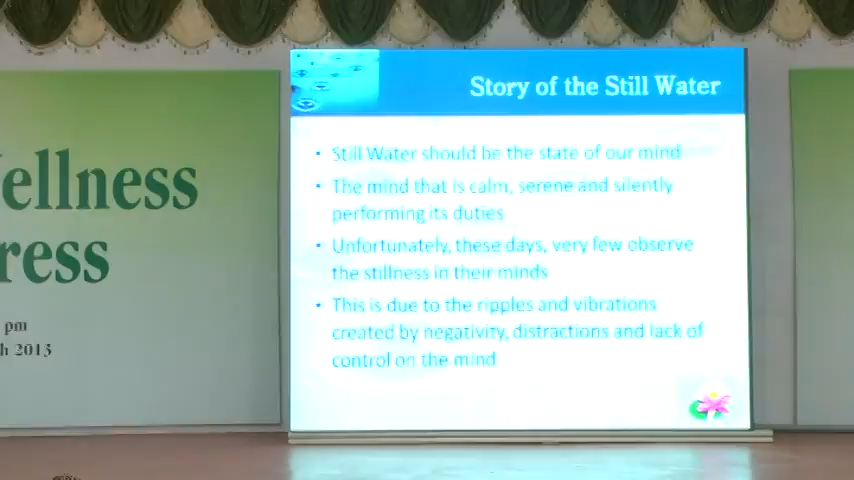 ellness
ress
pm
h 2013
Story of the Still Water
• Still Water should be the state of our mind
• The mind that is calm, serene and silently
performing its duties
• Unfortunately, these days, very few observe
the stillness in their minds
• This is due to the ripples and vibrations
created by negativity, distractions and lack of
control on the mind